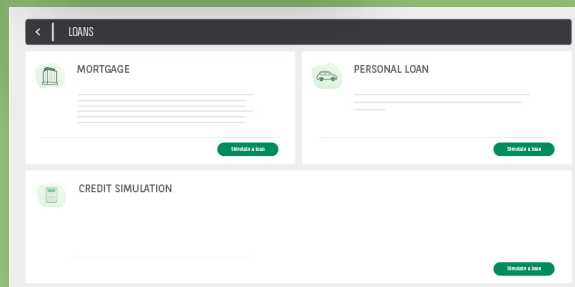 LOANS
MORTGAGE
PERSONAL LOAN
Simulate a loan
Simulate a loan
CREDIT SIMULATION
Simulate a loan